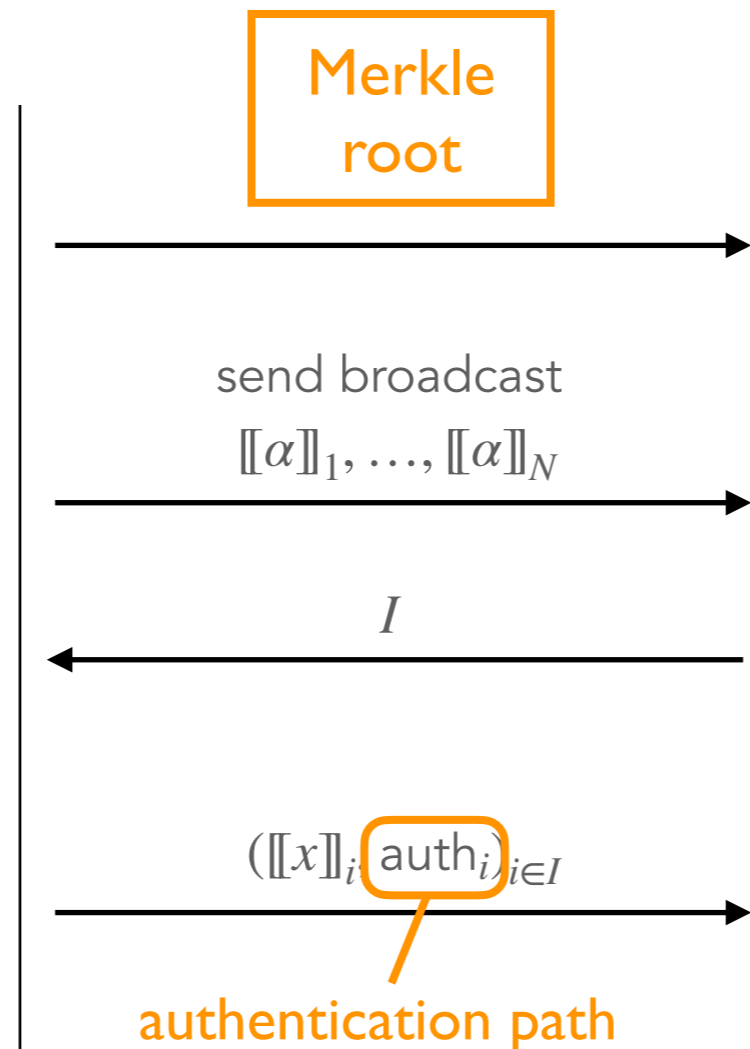 Merkle
root
send broadcast
⟦α⟧₁, …, ⟦α⟧_N
I
(⟦x⟧ᵢ, authᵢ)_{i∈I}
authentication path